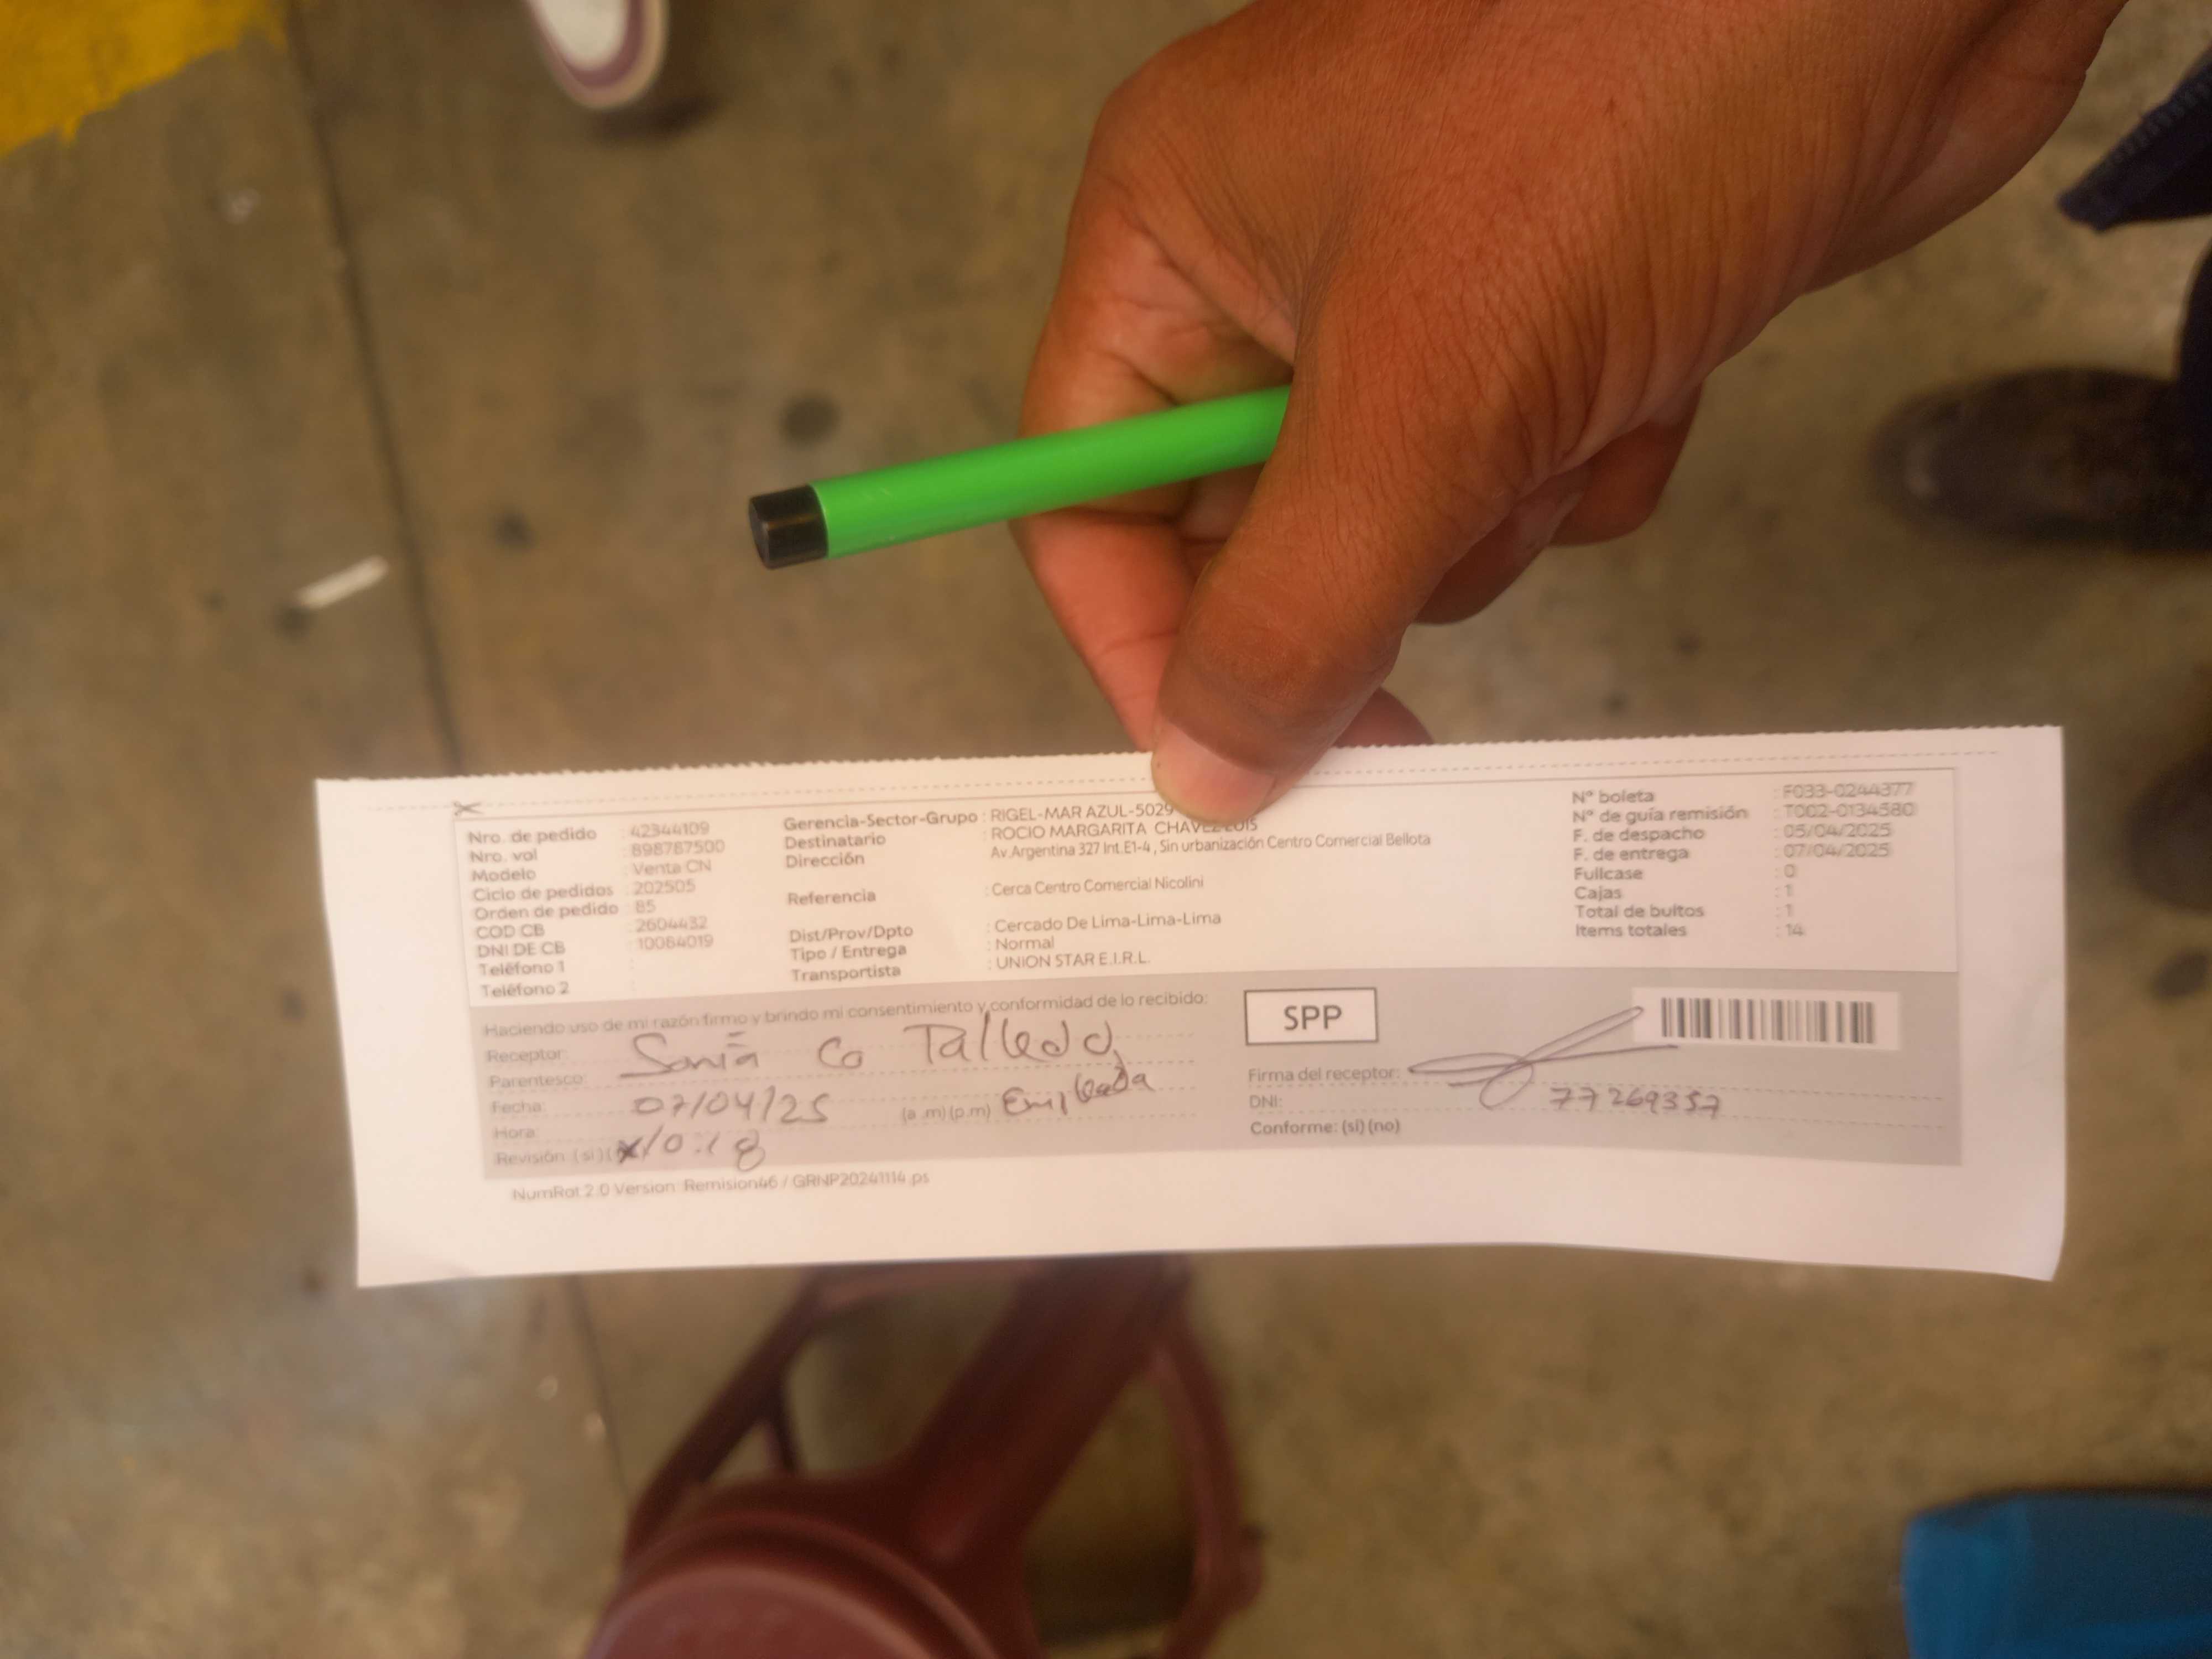 Nro. de pedido : 42344109
Nro. vol : 898787500
Modelo : Venta CN
Ciclo de pedidos : 202505
Orden de pedido : 85
COD CB : 2604432
DNI DE CB : 10084019
Teléfono 1 :
Teléfono 2 :
Gerencia-Sector-Grupo : RIGEL-MAR AZUL-5029
Destinatario : ROCIO MARGARITA CHAVEZ
Dirección : Av.Argentina 327 Int.E1-4 , Sin urbanización Centro Comercial Bellota
Referencia : Cerca Centro Comercial Nicolini
Dist/Prov/Dpto : Cercado De Lima-Lima-Lima
Tipo / Entrega : Normal
Transportista : UNION STAR E.I.R.L.
Nº boleta : F033-0244377
Nº de guía remisión : T002-0134580
F. de despacho : 05/04/2025
F. de entrega : 07/04/2025
Fullcase : 0
Cajas : 1
Total de bultos : 1
Items totales : 14
Haciendo uso de mi razón firmo y brindo mi consentimiento y conformidad de lo recibido:
Receptor: Sonia Co Talledo
Parentesco:
Fecha: 07/04/25 (a .m) (p.m) Empleada
Hora:
Revisión: (si) 10:18
SPP
Firma del receptor:
DNI: 77269357
Conforme: (si) (no)
NumRot 2.0 Version: Remision46 / GRNP20241114.ps